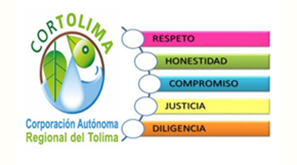 CORTOLIMA
Corporación Autónoma
Regional del Tolima
RESPETO
HONESTIDAD
COMPROMISO
JUSTICIA
DILIGENCIA